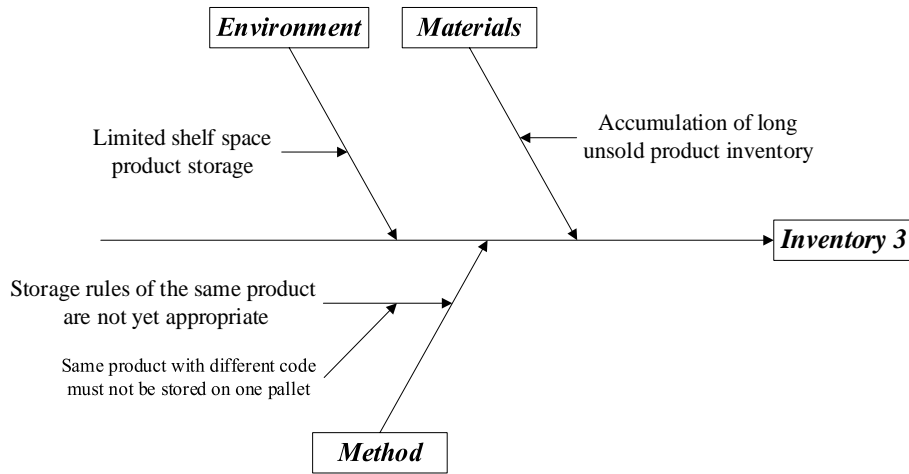 Environment
Materials
Limited shelf space
product storage
Accumulation of long
unsold product inventory
Inventory 3
Storage rules of the same product
are not yet appropriate
Same product with different code
must not be stored on one pallet
Method